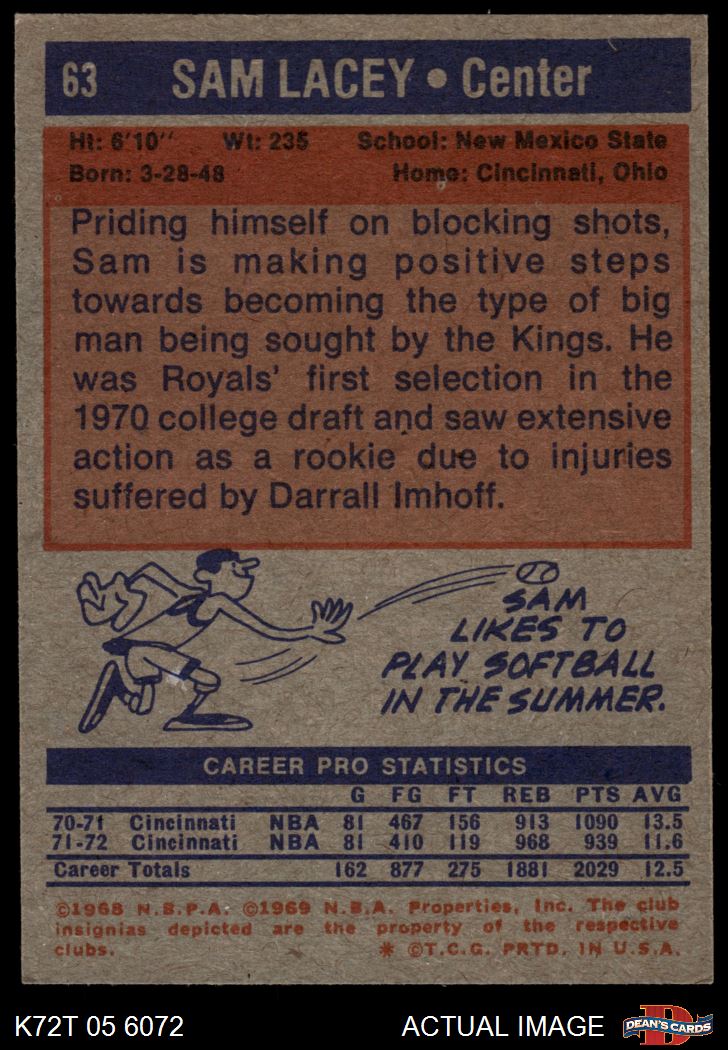 63 SAM LACEY • Center
Ht: 6'10'' Wt: 235 School: New Mexico State
Born: 3-28-48 Home: Cincinnati, Ohio
Priding himself on blocking shots,
Sam is making positive steps
towards becoming the type of big
man being sought by the Kings. He
was Royals' first selection in the
1970 college draft and saw extensive
action as a rookie due to injuries
suffered by Darrall Imhoff.
SAM
LIKES TO
PLAY SOFTBALL
IN THE SUMMER.
CAREER PRO STATISTICS
G FG FT REB PTS AVG
70-71 Cincinnati NBA 81 467 156 913 1090 13.5
71-72 Cincinnati NBA 81 410 119 968 939 11.6
Career Totals 162 877 275 1881 2029 12.5
©1968 N.B.P.A. ©1969 N.B.A. Properties, Inc. The club
insignias depicted are the property of the respective
clubs. * ©T.C.G. PRTD. IN U.S.A.
K72T 05 6072 ACTUAL IMAGE D DEAN'S CARDS